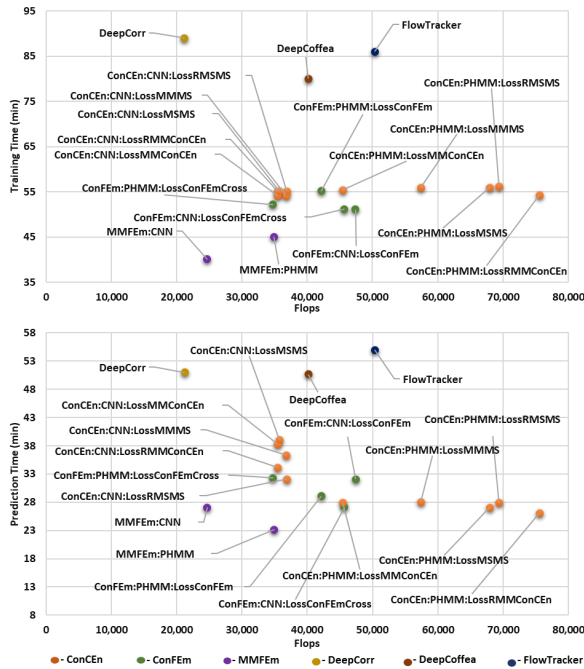 95
85
75
65
55
45
35
Training Time (min)
DeepCorr
FlowTracker
DeepCoffea
ConCEn:CNN:LossRMSMS
ConCEn:PHMM:LossRMSMS
ConCEn:CNN:LossMMMS
ConFEm:PHMM:LossConFEm
ConCEn:CNN:LossMSMS
ConCEn:PHMM:LossMMMS
ConCEn:CNN:LossRMMConCEn
ConCEn:CNN:LossMMConCEn
ConCEn:PHMM:LossMMConCEn
ConFEm:PHMM:LossConFEmCross
ConFEm:CNN:LossConFEmCross
MMFEm:CNN
ConCEn:PHMM:LossMSMS
ConFEm:CNN:LossConFEm
MMFEm:PHMM
ConCEn:PHMM:LossRMMConCEn
0 10,000 20,000 30,000 40,000 50,000 60,000 70,000 80,000
Flops
58
53
48
43
38
33
28
23
18
13
8
Prediction Time (min)
ConCEn:CNN:LossMSMS
DeepCorr
FlowTracker
DeepCoffea
ConCEn:CNN:LossMMConCEn
ConFEm:CNN:LossConFEm
ConCEn:PHMM:LossRMSMS
ConCEn:CNN:LossMMMS
ConCEn:PHMM:LossMMMS
ConCEn:CNN:LossRMMConCEn
ConFEm:PHMM:LossConFEmCross
ConCEn:CNN:LossRMSMS
MMFEm:CNN
MMFEm:PHMM
ConCEn:PHMM:LossMSMS
ConCEn:PHMM:LossMMConCEn
ConFEm:PHMM:LossConFEm
ConCEn:PHMM:LossRMMConCEn
ConFEm:CNN:LossConFEmCross
0 10,000 20,000 30,000 40,000 50,000 60,000 70,000 80,000
Flops
- ConCEn - ConFEm - MMFEm - DeepCorr - DeepCoffea - FlowTracker